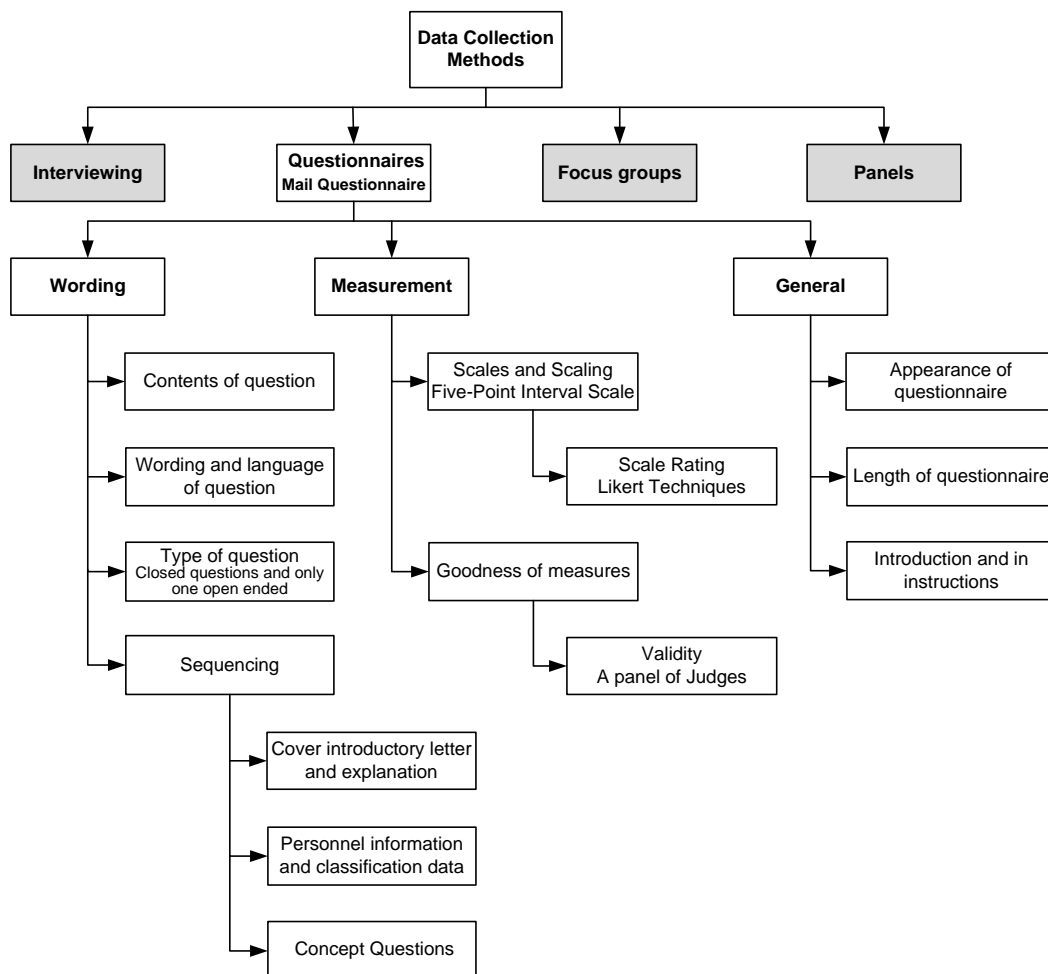 Data Collection
Methods
Interviewing
Questionnaires
Mail Questionnaire
Focus groups
Panels
Wording
Measurement
General
Contents of question
Wording and language
of question
Type of question
Closed questions and only
one open ended
Sequencing
Cover introductory letter
and explanation
Personnel information
and classification data
Concept Questions
Scales and Scaling
Five-Point Interval Scale
Scale Rating
Likert Techniques
Goodness of measures
Validity
A panel of Judges
Appearance of
questionnaire
Length of questionnaire
Introduction and in
instructions